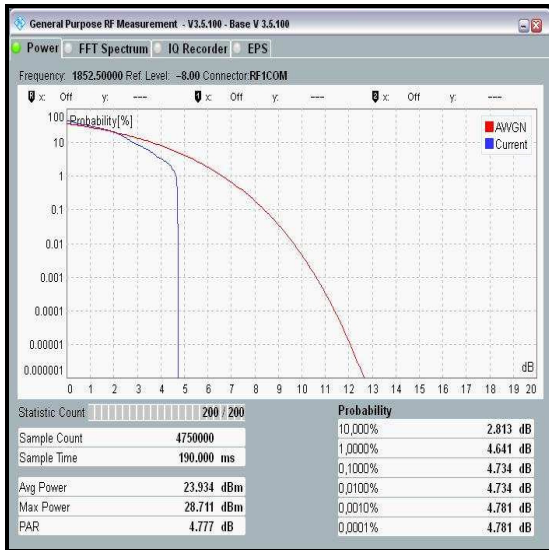 General Purpose RF Measurement - V3.5.100 - Base V 3.5.100
Power FFT Spectrum IQ Recorder EPS
Frequency: 1852.50000 Ref. Level: -8.00 Connector:RF1COM
x: Off y: --- 1 x: Off y: --- 2 x: Off y: ---
Probability[%]
AWGN
Current
100
10
1
0.1
0.01
0.001
0.0001
0.00001
0.000001
dB
0 1 2 3 4 5 6 7 8 9 10 11 12 13 14 15 16 17 18 19 20
Statistic Count 200 / 200
Sample Count 4750000
Sample Time 190.000 ms
Avg Power 23.934 dBm
Max Power 28.711 dBm
PAR 4.777 dB
Probability
10,000% 2.813 dB
1,0000% 4.641 dB
0,1000% 4.734 dB
0,0100% 4.734 dB
0,0010% 4.781 dB
0,0001% 4.781 dB